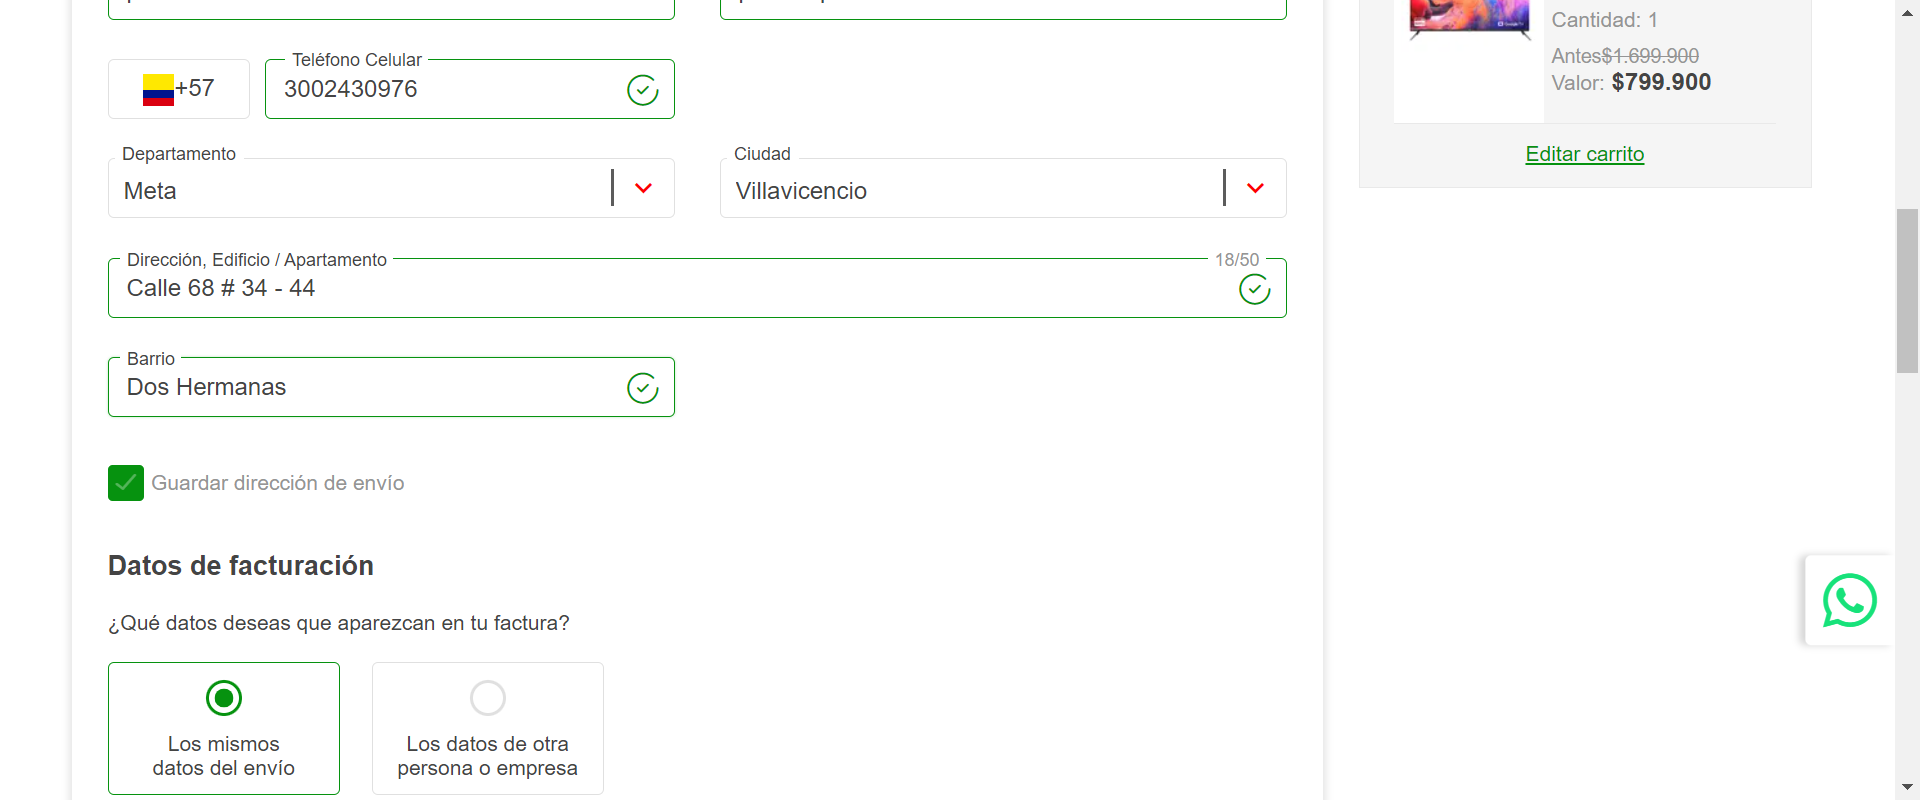 Teléfono Celular
+57
3002430976
Departamento
Meta
Ciudad
Villavicencio
Dirección, Edificio / Apartamento
18/50
Calle 68 # 34 - 44
Barrio
Dos Hermanas
Guardar dirección de envío
Datos de facturación
¿Qué datos deseas que aparezcan en tu factura?
Los mismos
datos del envío
Los datos de otra
persona o empresa
Cantidad: 1
Antes$1.699.900
Valor: $799.900
Editar carrito